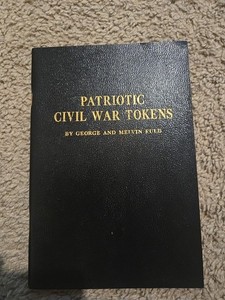 PATRIOTIC
CIVIL WAR TOKENS
BY GEORGE AND MELVIN FULD